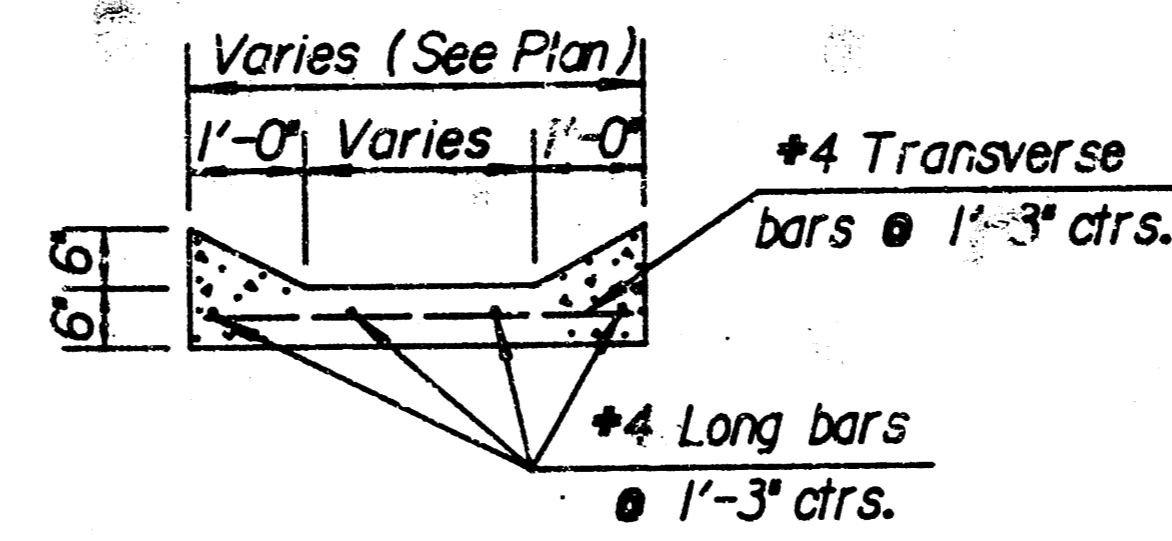 Varies (See Plan)
1'-0" Varies 1'-0"
#4 Transverse
bars @ 1'-3" ctrs.
6"
6"
#4 Long bars
@ 1'-3" ctrs.